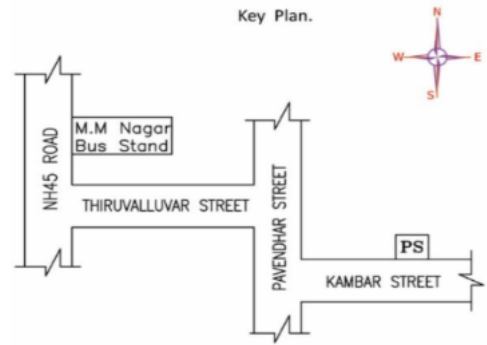 Key Plan.
N
W
E
S
M.M Nagar
Bus Stand
NH45 ROAD
THIRUVALLUVAR STREET
PAVENDHAR STREET
PS
KAMBAR STREET